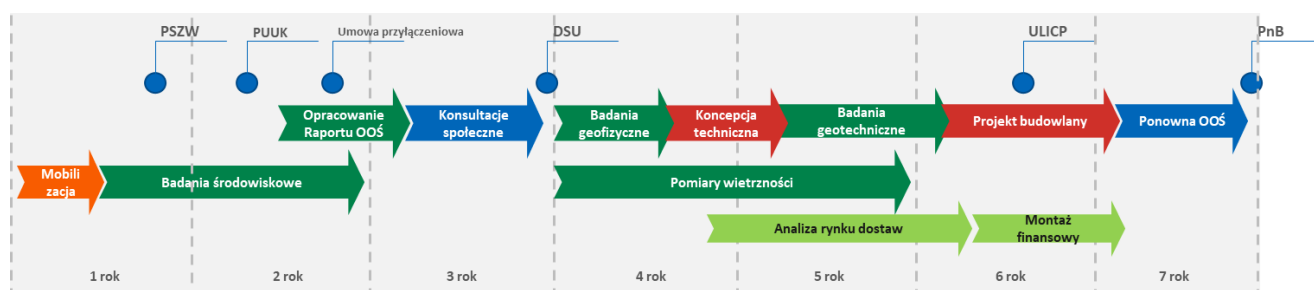 PSZW
PUUK
Umowa przyłączeniowa
DSU
ULICP
PnB
Opracowanie
Raportu OOŚ
Konsultacje
społeczne
Badania
geofizyczne
Koncepcja
techniczna
Badania
geotechniczne
Projekt budowlany
Ponowna OOŚ
Mobili
zacja
Badania środowiskowe
Pomiary wietrzności
Analiza rynku dostaw
Montaż
finansowy
1 rok
2 rok
3 rok
4 rok
5 rok
6 rok
7 rok